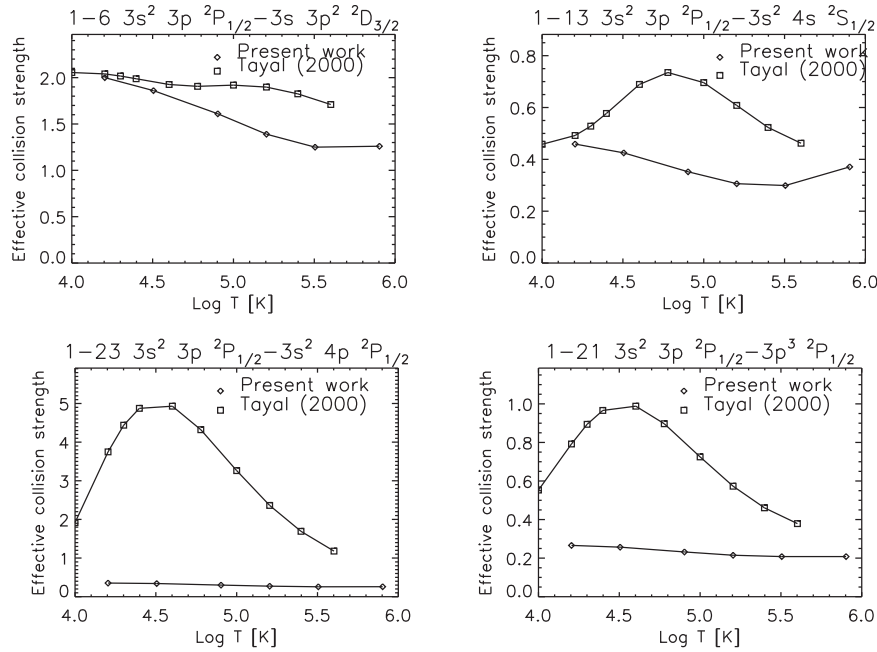 1−6 3s² 3p ²P₁/₂−3s 3p² ²D₃/₂
Present work
Tayal (2000)
Effective collision strength
2.0
1.5
1.0
0.5
0.0
4.0 4.5 5.0 5.5 6.0
Log T [K]
1−13 3s² 3p ²P₁/₂−3s² 4s ²S₁/₂
Present work
Tayal (2000)
Effective collision strength
0.8
0.6
0.4
0.2
0.0
4.0 4.5 5.0 5.5 6.0
Log T [K]
1−23 3s² 3p ²P₁/₂−3s² 4p ²P₁/₂
Present work
Tayal (2000)
Effective collision strength
5
4
3
2
1
0
4.0 4.5 5.0 5.5 6.0
Log T [K]
1−21 3s² 3p ²P₁/₂−3p³ ²P₁/₂
Present work
Tayal (2000)
Effective collision strength
1.0
0.8
0.6
0.4
0.2
0.0
4.0 4.5 5.0 5.5 6.0
Log T [K]